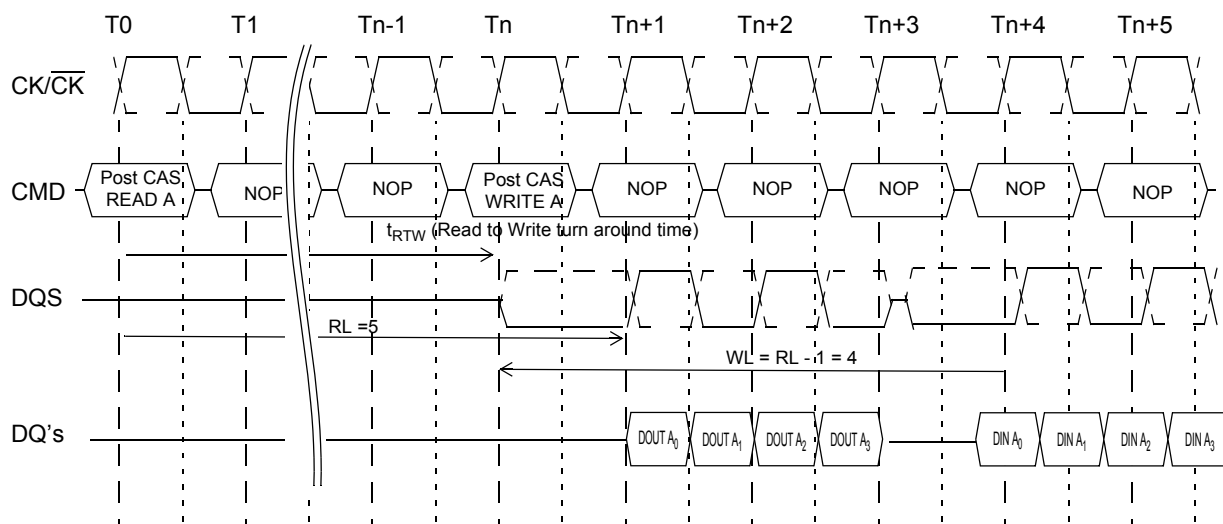 T0 T1 Tn-1 Tn Tn+1 Tn+2 Tn+3 Tn+4 Tn+5
CK/CK
CMD
Post CAS
READ A
NOP
NOP
Post CAS
WRITE A
NOP
NOP
NOP
NOP
NOP
tRTW (Read to Write turn around time)
DQS
RL =5
WL = RL - 1 = 4
DQ's
DOUT A0 DOUT A1 DOUT A2 DOUT A3 DIN A0 DIN A1 DIN A2 DIN A3